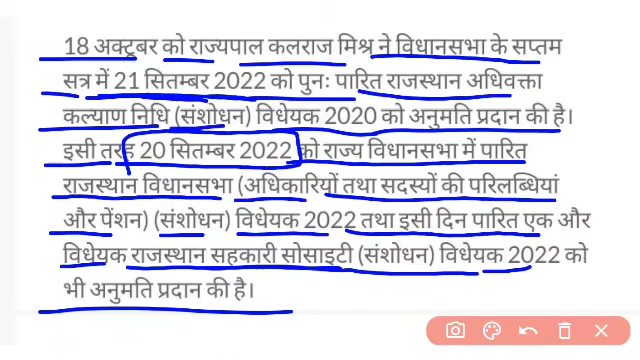 18 अक्टूबर को राज्यपाल कलराज मिश्र ने विधानसभा के सप्तम
सत्र में 21 सितम्बर 2022 को पुनः पारित राजस्थान अधिवक्ता
कल्याण निधि (संशोधन) विधेयक 2020 को अनुमति प्रदान की है।
इसी तरह 20 सितम्बर 2022 को राज्य विधानसभा में पारित
राजस्थान विधानसभा (अधिकारियों तथा सदस्यों की परिलब्धियां
और पेंशन) (संशोधन) विधेयक 2022 तथा इसी दिन पारित एक और
विधेयक राजस्थान सहकारी सोसाइटी (संशोधन) विधेयक 2022 को
भी अनुमति प्रदान की है।